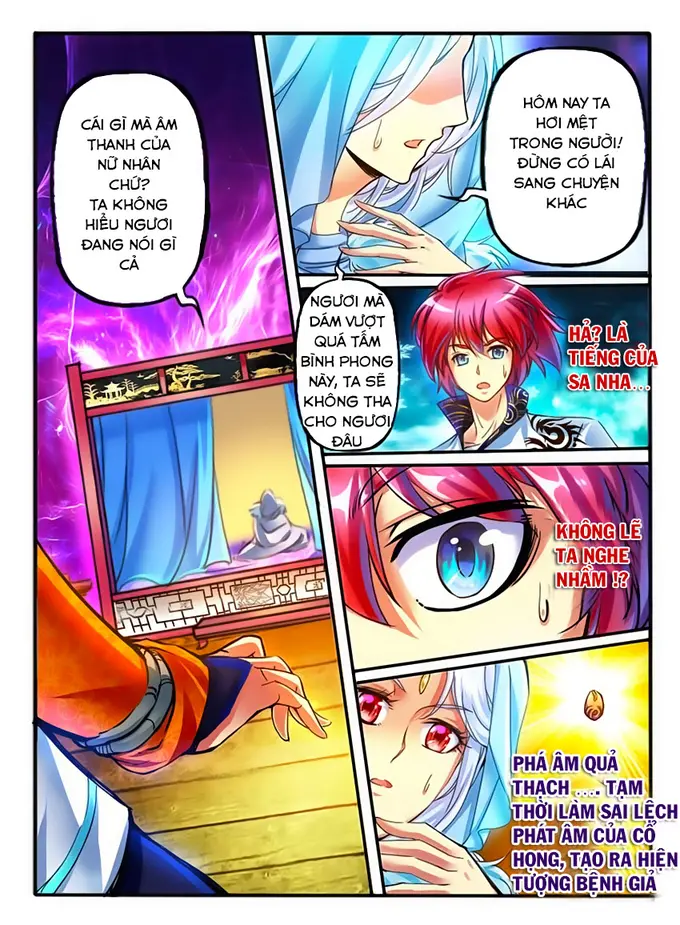 CÁI GÌ MÀ ÂM
THANH CỦA
NỮ NHÂN
CHỨ?
TA KHÔNG
HIỂU NGƯƠI
ĐANG NÓI GÌ
CẢ
HÔM NAY TA
HƠI MỆT
TRONG NGƯỜI!
ĐỪNG CÓ LÁI
SANG CHUYỆN
KHÁC
NGƯƠI MÀ
DÁM VƯỢT
QUÁ TẤM
BÌNH PHONG
NÀY, TA SẼ
KHÔNG THA
CHO NGƯƠI
ĐÂU
HẢ? LÀ
TIẾNG CỦA
SA NHA...
KHÔNG LẼ
TA NGHE
NHẦM !?
PHÁ ÂM QUẢ
THẠCH .... TẠM
THỜI LÀM SAI LỆCH
PHÁT ÂM CỦA CỔ
HỌNG, TẠO RA HIỆN
TƯỢNG BỆNH GIẢ